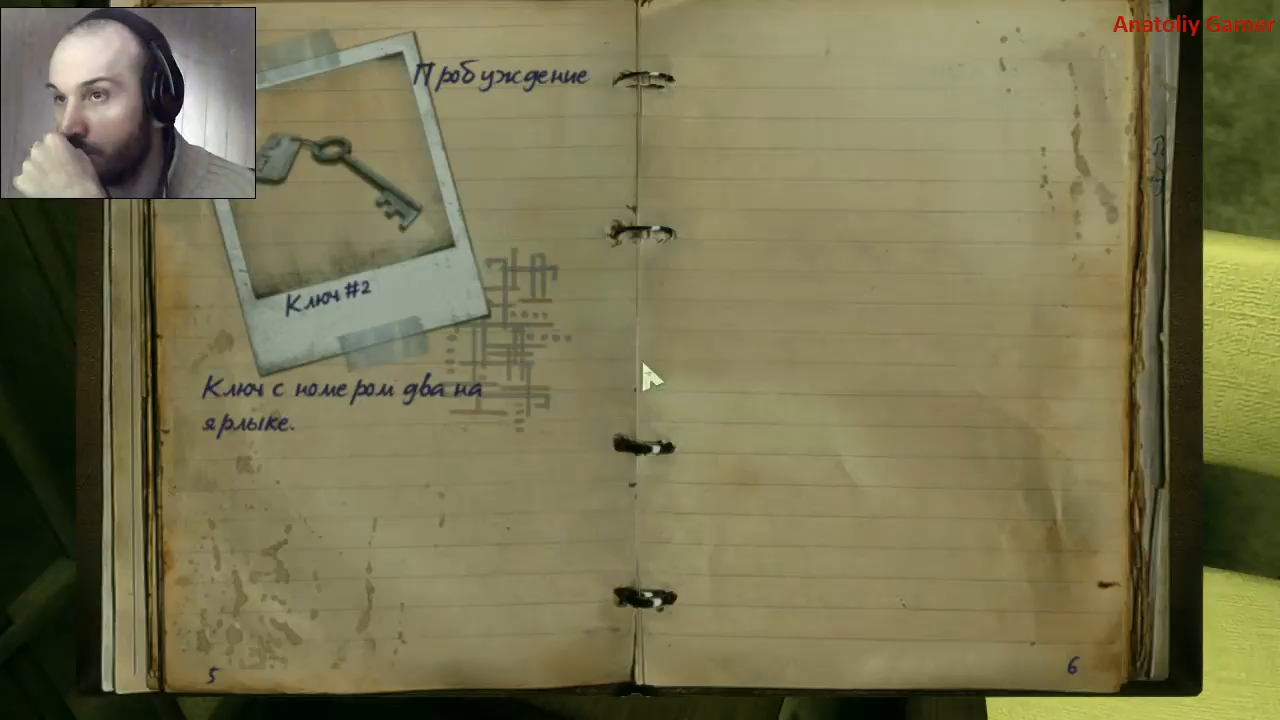 Anatoliy Gamer
Пробуждение
Ключ #2
Ключ с номером два на
ярлыке.
5
6